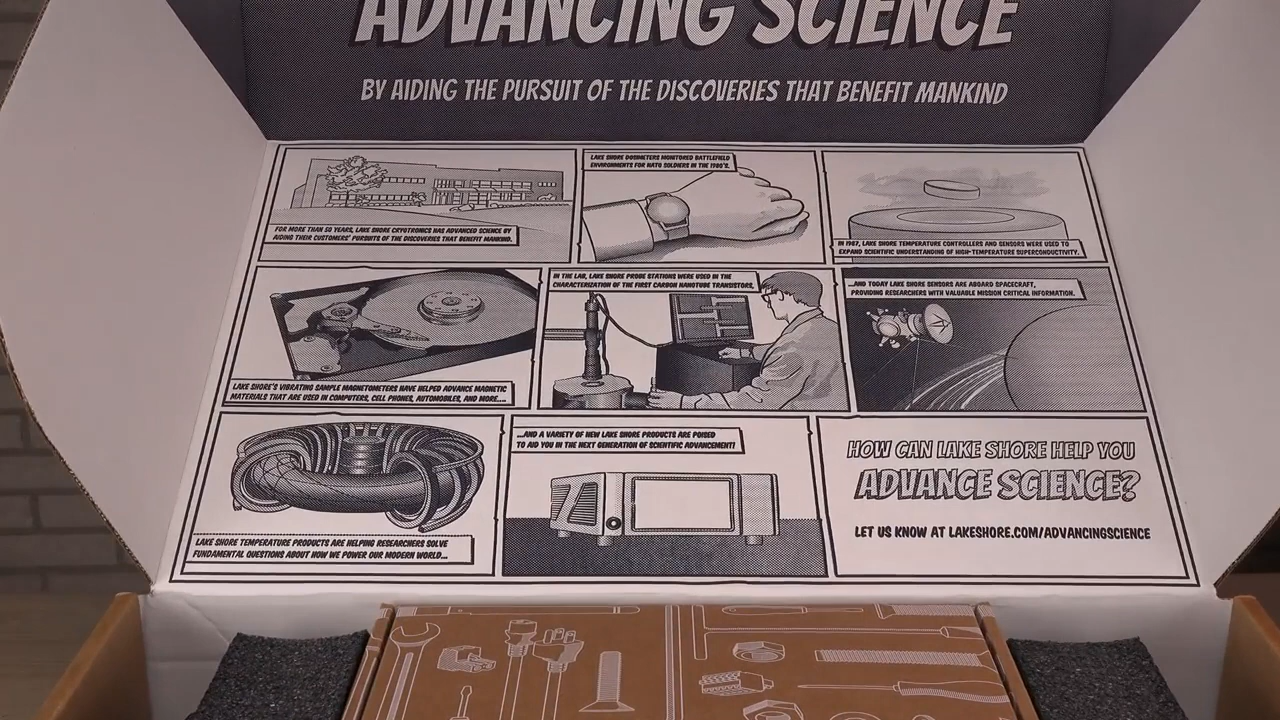 ADVANCING SCIENCE
BY AIDING THE PURSUIT OF THE DISCOVERIES THAT BENEFIT MANKIND
FOR MORE THAN 50 YEARS, LAKE SHORE CRYOTRONICS HAS ADVANCED SCIENCE BY
AIDING THEIR CUSTOMERS' PURSUITS OF THE DISCOVERIES THAT BENEFIT MANKIND.
LAKE SHORE DOSIMETERS MONITORED BATTLEFIELD
ENVIRONMENTS FOR NATO SOLDIERS IN THE 1980'S.
IN 1987, LAKE SHORE TEMPERATURE CONTROLLERS AND SENSORS WERE USED TO
EXPAND SCIENTIFIC UNDERSTANDING OF HIGH-TEMPERATURE SUPERCONDUCTIVITY.
LAKE SHORE'S VIBRATING SAMPLE MAGNETOMETERS HAVE HELPED ADVANCE MAGNETIC
MATERIALS THAT ARE USED IN COMPUTERS, CELL PHONES, AUTOMOBILES, AND MORE....
IN THE LAB, LAKE SHORE PROBE STATIONS WERE USED IN THE
CHARACTERIZATION OF THE FIRST CARBON NANOTUBE TRANSISTORS,
...AND TODAY LAKE SHORE SENSORS ARE ABOARD SPACECRAFT,
PROVIDING RESEARCHERS WITH VALUABLE MISSION CRITICAL INFORMATION.
LAKE SHORE TEMPERATURE PRODUCTS ARE HELPING RESEARCHERS SOLVE
FUNDAMENTAL QUESTIONS ABOUT HOW WE POWER OUR MODERN WORLD...
...AND A VARIETY OF NEW LAKE SHORE PRODUCTS ARE POISED
TO AID YOU IN THE NEXT GENERATION OF SCIENTIFIC ADVANCEMENT!
HOW CAN LAKE SHORE HELP YOU
ADVANCE SCIENCE?
LET US KNOW AT LAKESHORE.COM/ADVANCINGSCIENCE